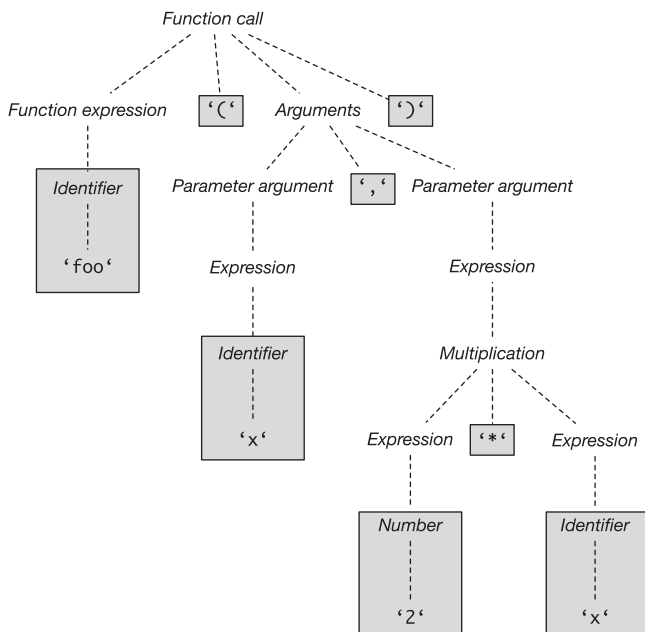 Function call
Function expression ‘(‘ Arguments ‘)‘
Identifier Parameter argument ‘,‘ Parameter argument
‘foo‘ Expression Expression
Identifier Multiplication
‘x‘ Expression ‘*‘ Expression
Number Identifier
‘2‘ ‘x‘